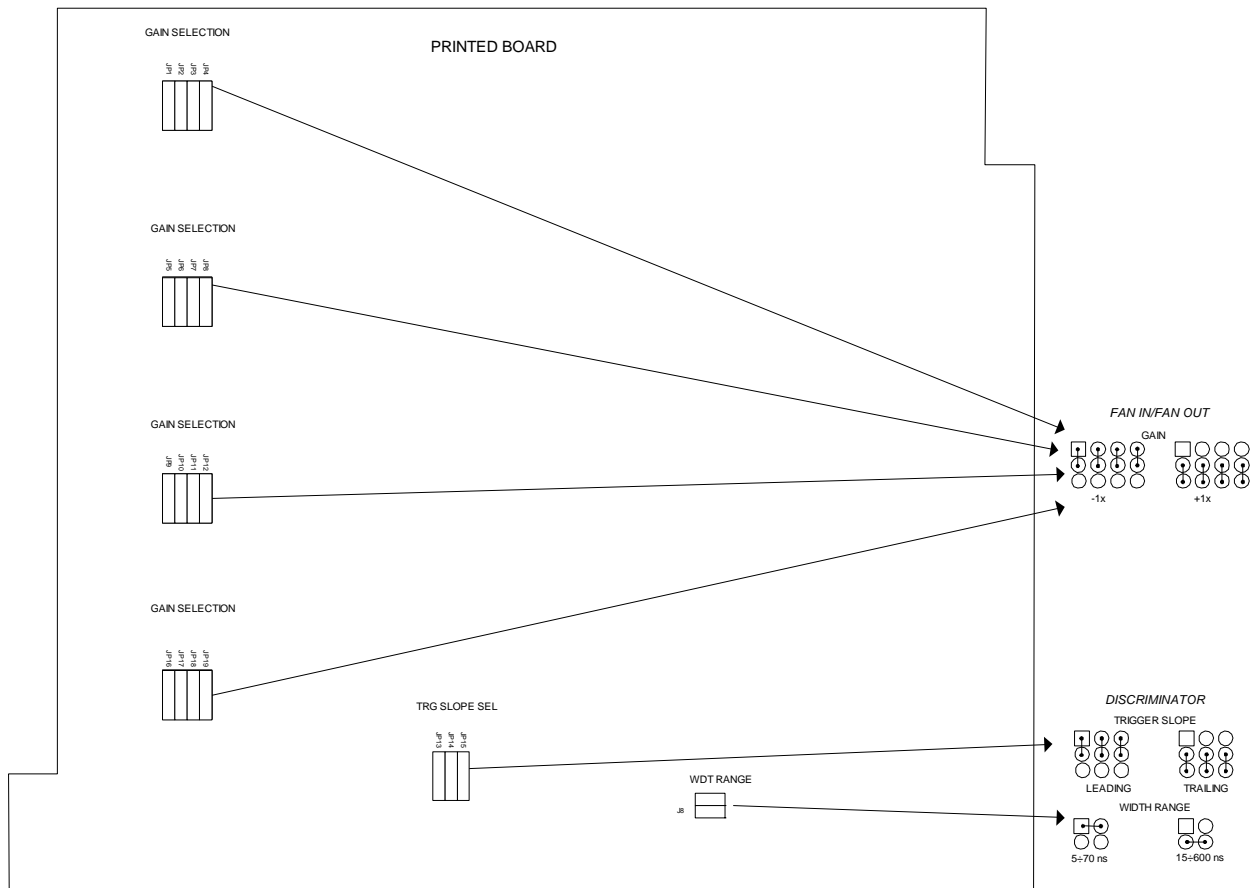 GAIN SELECTION
PRINTED BOARD
JP1 JP2 JP3 JP4
GAIN SELECTION
JP5 JP6 JP7 JP8
GAIN SELECTION
JP9 JP10 JP11 JP12
FAN IN/FAN OUT
GAIN
-1x +1x
GAIN SELECTION
JP16 JP17 JP18 JP19
TRG SLOPE SEL
JP13 JP14 JP15
DISCRIMINATOR
TRIGGER SLOPE
LEADING TRAILING
WDT RANGE
J8
WIDTH RANGE
5÷70 ns 15÷600 ns